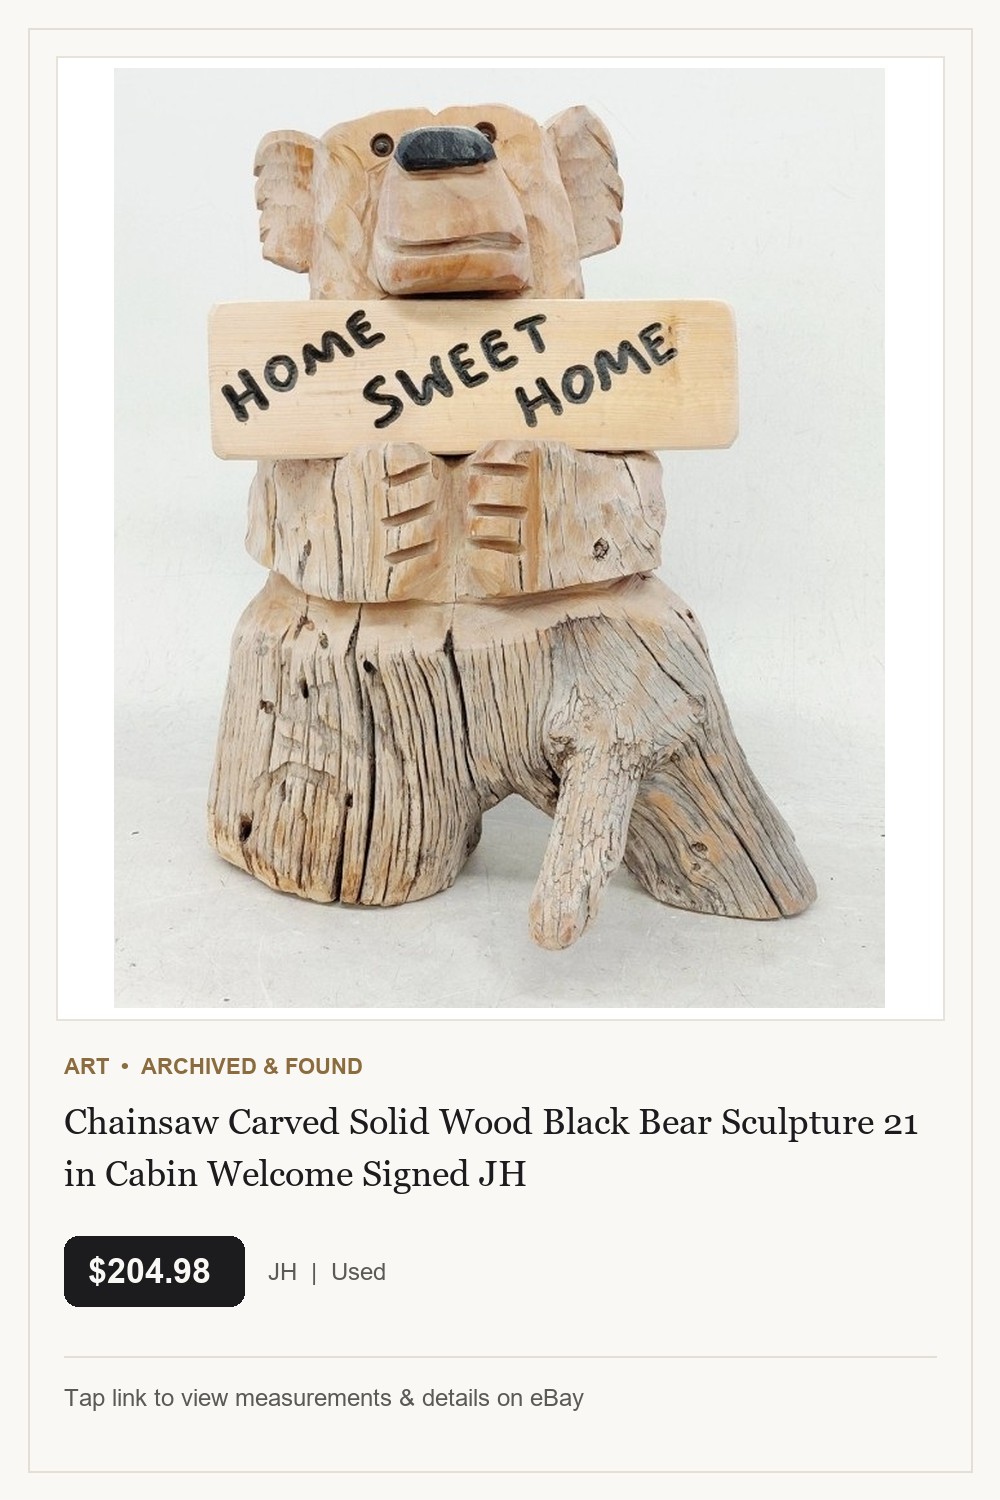 HOME SWEET HOME
ART • ARCHIVED & FOUND
Chainsaw Carved Solid Wood Black Bear Sculpture 21
in Cabin Welcome Signed JH
$204.98
JH | Used
Tap link to view measurements & details on eBay